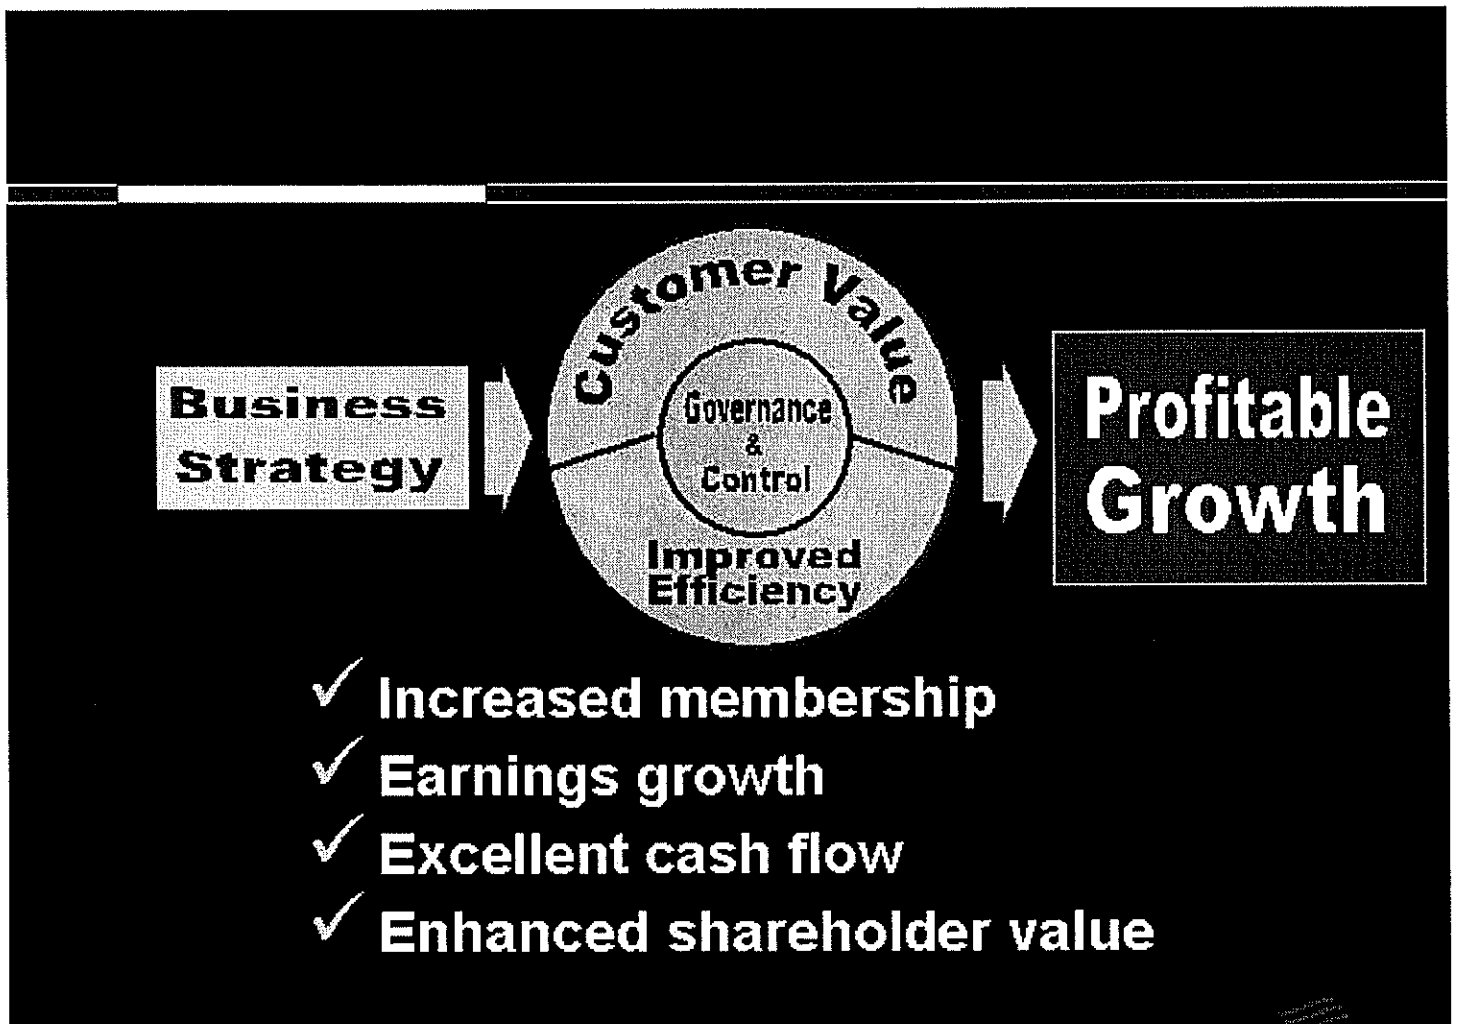 Customer Value
Business
Strategy
Governance
&
Control
Improved
Efficiency
Profitable
Growth
✓ Increased membership
✓ Earnings growth
✓ Excellent cash flow
✓ Enhanced shareholder value